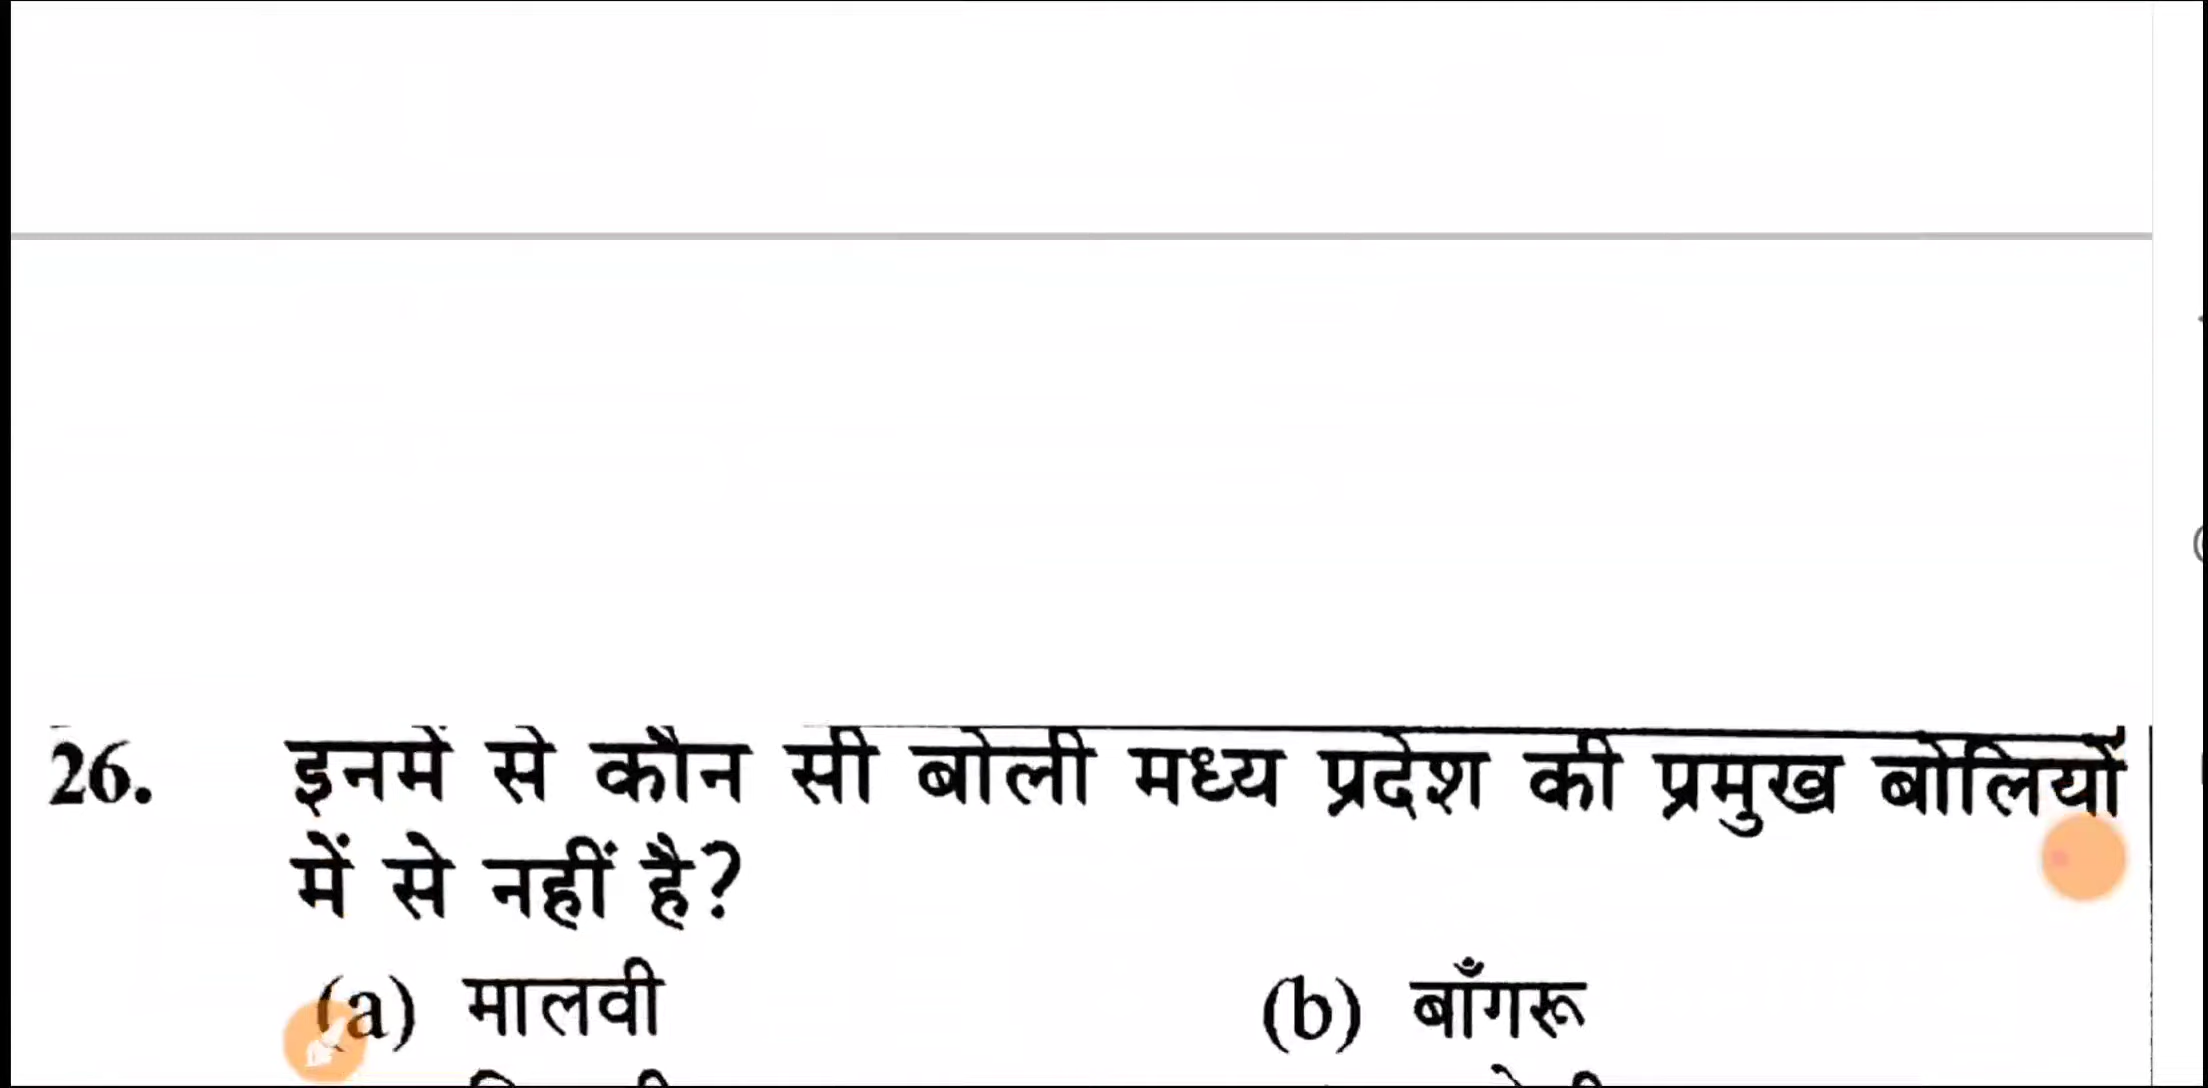 26. इनमें से कौन सी बोली मध्य प्रदेश की प्रमुख बोलियों
में से नहीं है?
(a) मालवी (b) बाँगरू